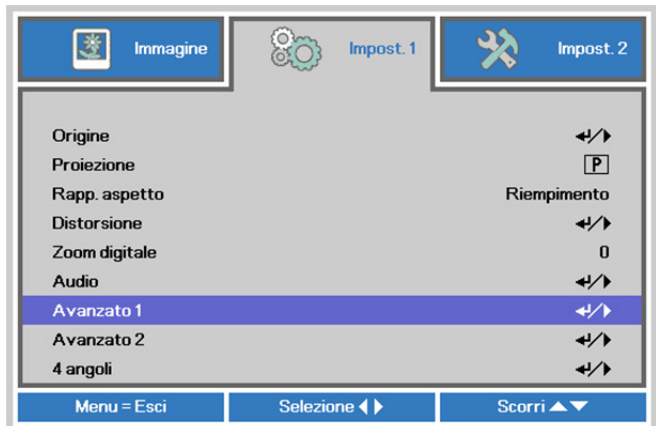 Immagine Impost. 1 Impost. 2
Origine
Proiezione P
Rapp. aspetto Riempimento
Distorsione
Zoom digitale 0
Audio
Avanzato 1
Avanzato 2
4 angoli
Menu = Esci Selezione Scorri